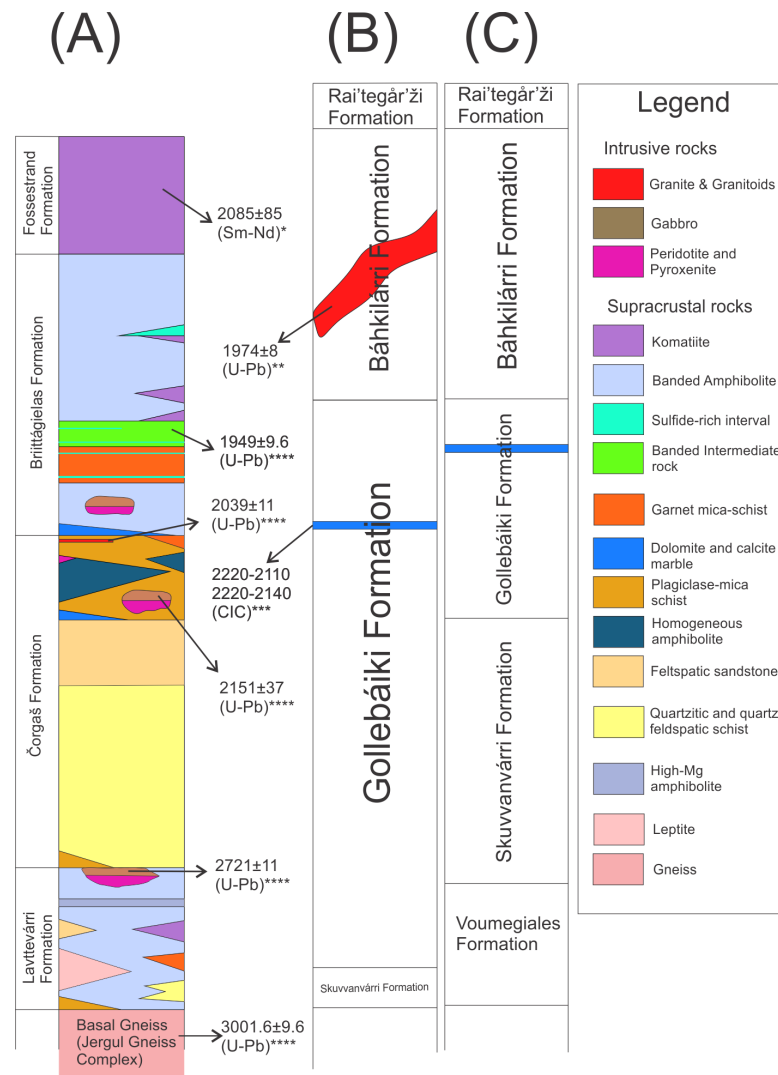 (A)
(B)
(C)
Fossestrand
Formation
Briittágielas Formation
Čorgaš Formation
Lavttevárri
Formation
Basal Gneiss
(Jergul Gneiss
Complex)
2085±85
(Sm-Nd)*
1974±8
(U-Pb)**
1949±9.6
(U-Pb)****
2039±11
(U-Pb)****
2220-2110
2220-2140
(CIC)***
2151±37
(U-Pb)****
2721±11
(U-Pb)****
3001.6±9.6
(U-Pb)****
Rai'tegår'ži
Formation
Báhkilárri Formation
Gollebáiki Formation
Skuvvanvárri Formation
Rai'tegår'ži
Formation
Báhkilárri Formation
Gollebáiki Formation
Skuvvanvárri Formation
Voumegiales
Formation
Legend
Intrusive rocks
Granite & Granitoids
Gabbro
Peridotite and
Pyroxenite
Supracrustal rocks
Komatiite
Banded Amphibolite
Sulfide-rich interval
Banded Intermediate
rock
Garnet mica-schist
Dolomite and calcite
marble
Plagiclase-mica
schist
Homogeneous
amphibolite
Feltspatic sandstone
Quartzitic and quartz
feldspatic schist
High-Mg
amphibolite
Leptite
Gneiss